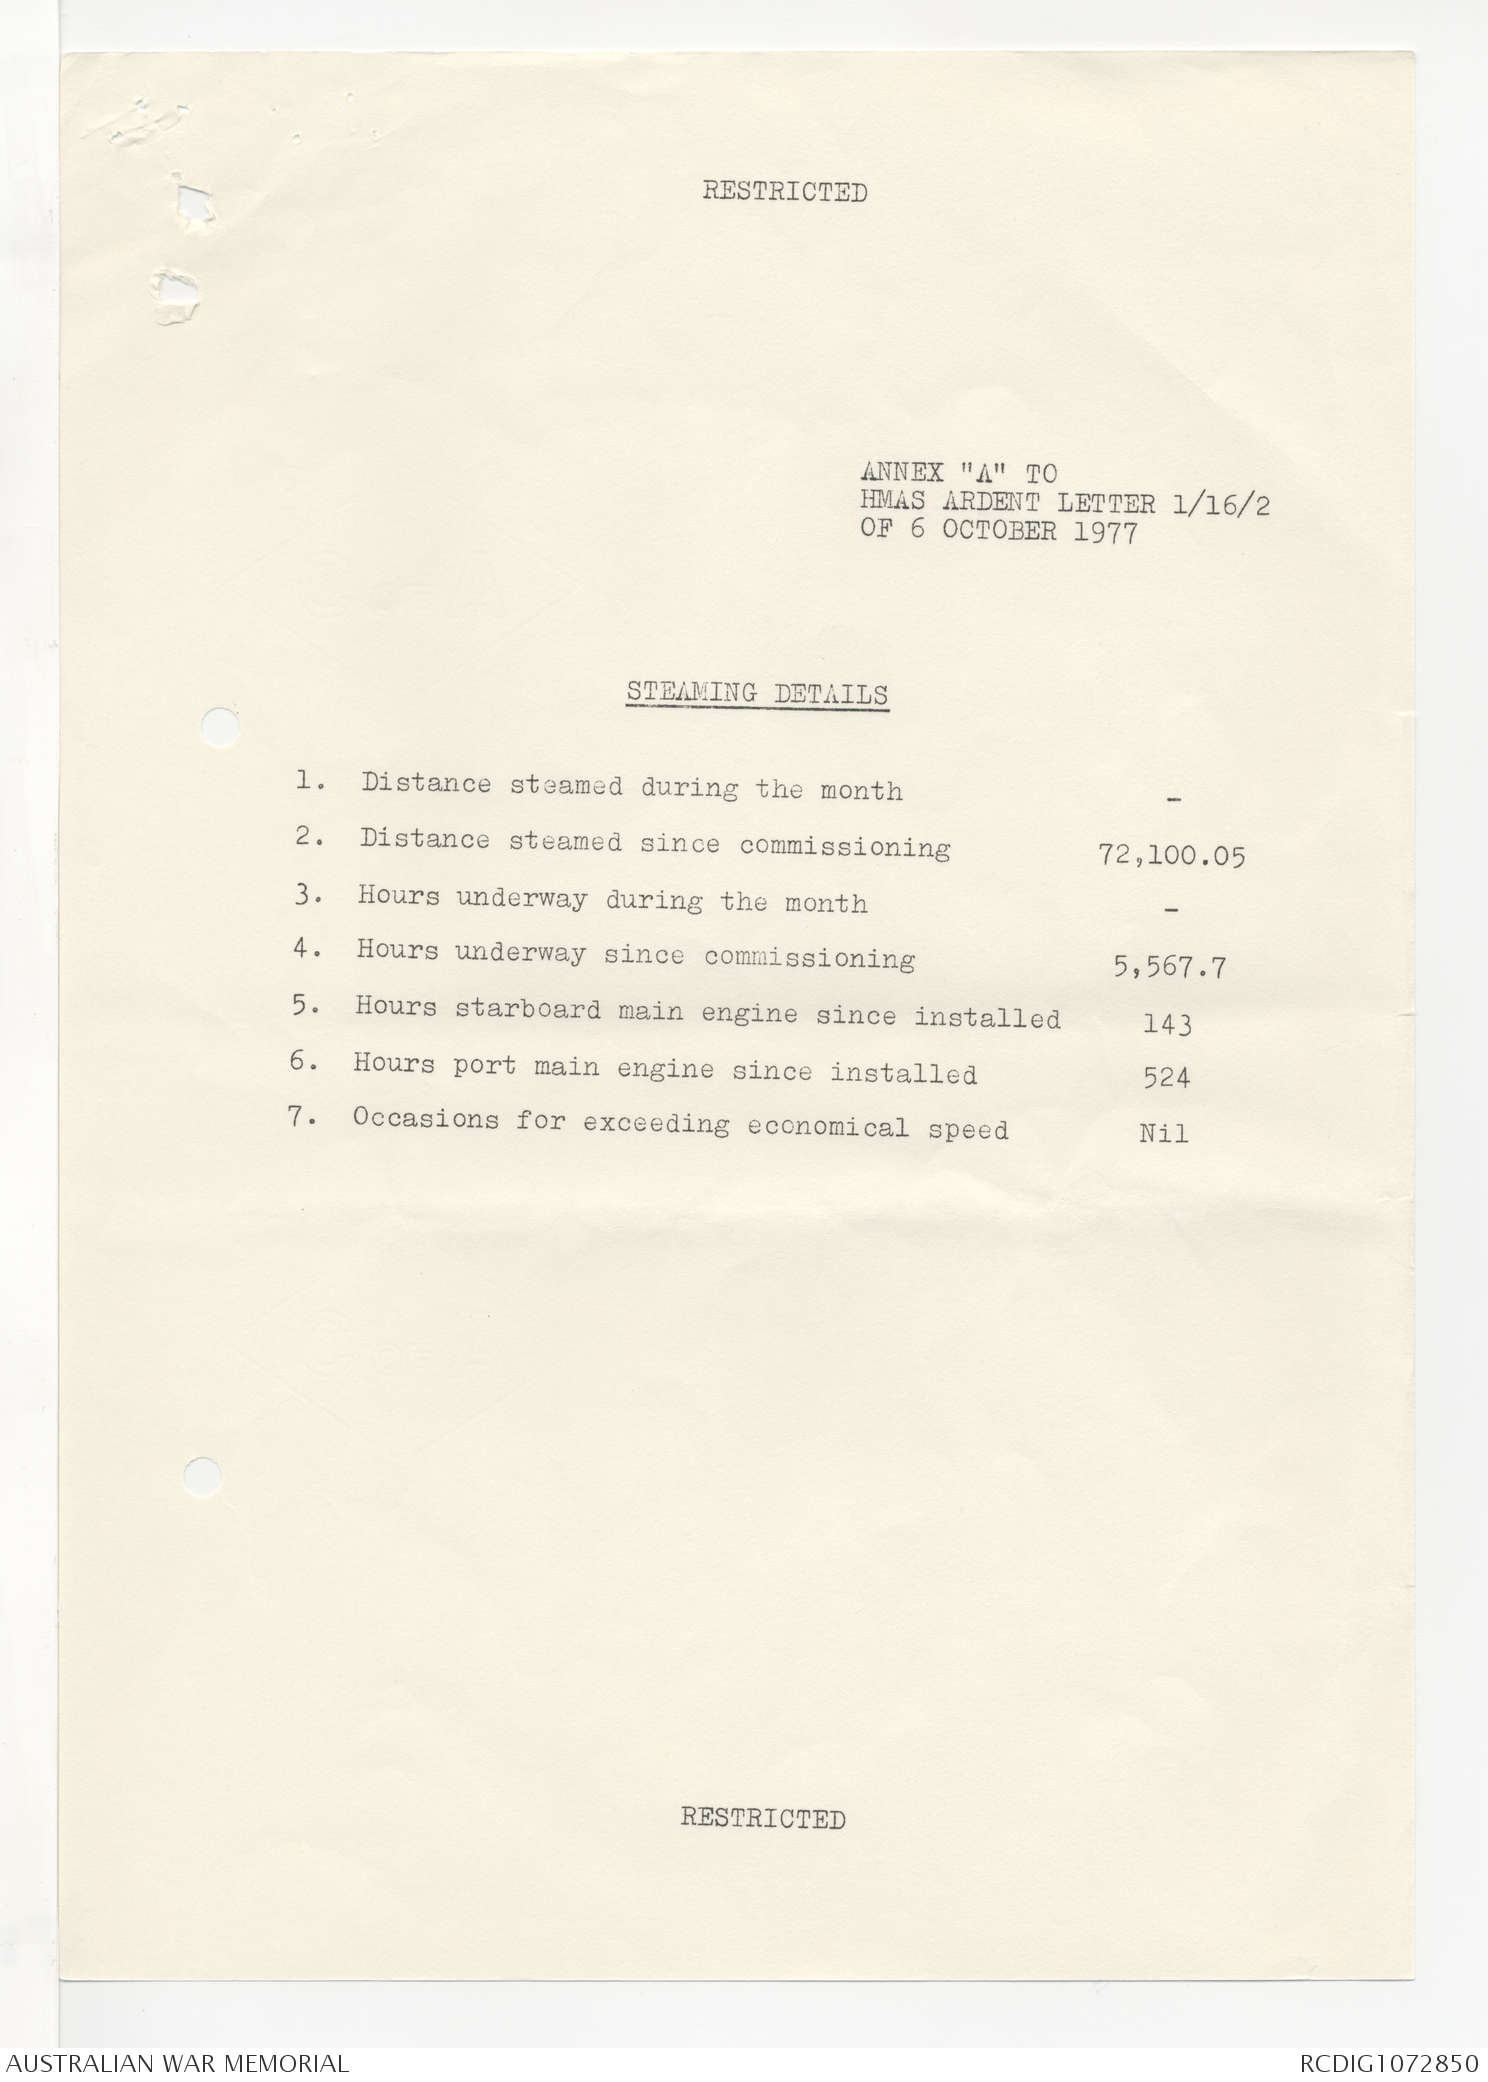 RESTRICTED
ANNEX "A" TO
HMAS ARDENT LETTER 1/16/2
OF 6 OCTOBER 1977
STEAMING DETAILS
1. Distance steamed during the month -
2. Distance steamed since commissioning 72,100.05
3. Hours underway during the month -
4. Hours underway since commissioning 5,567.7
5. Hours starboard main engine since installed 143
6. Hours port main engine since installed 524
7. Occasions for exceeding economical speed Nil
RESTRICTED
AUSTRALIAN WAR MEMORIAL RCDIG1072850